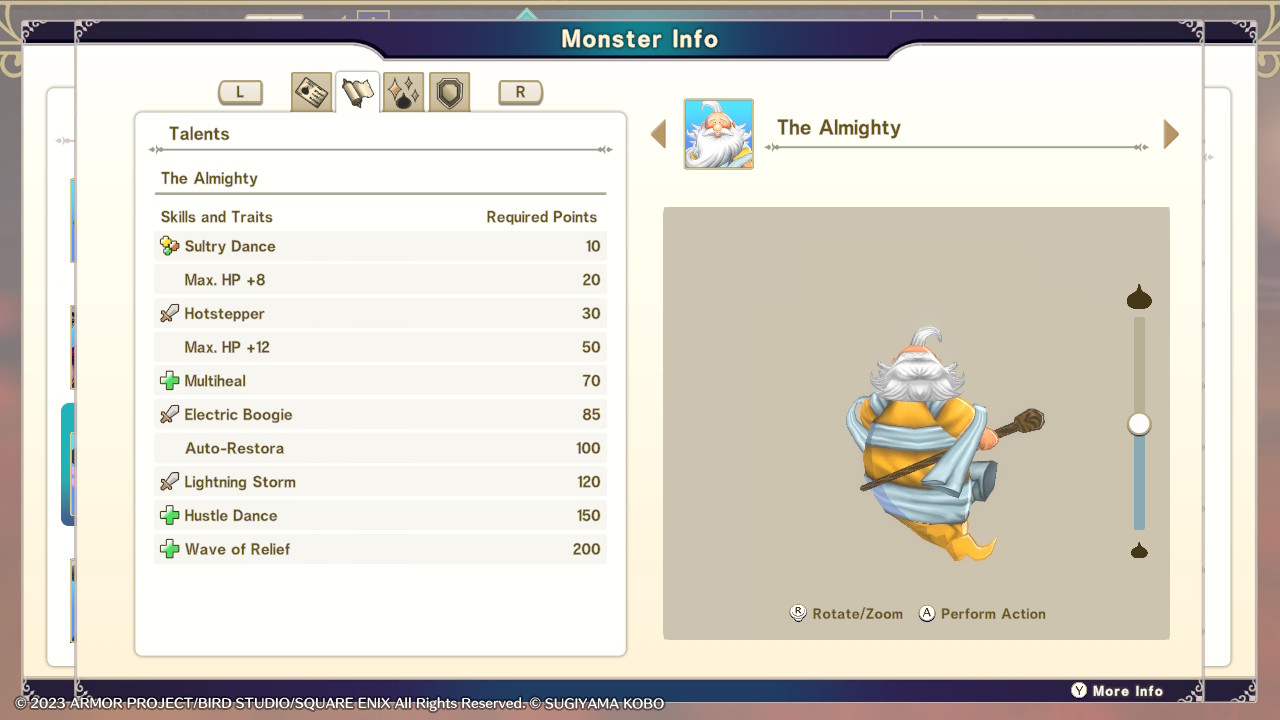 Monster Info
L
R
Talents
The Almighty
Skills and Traits Required Points
Sultry Dance 10
Max. HP +8 20
Hotstepper 30
Max. HP +12 50
Multiheal 70
Electric Boogie 85
Auto-Restora 100
Lightning Storm 120
Hustle Dance 150
Wave of Relief 200
The Almighty
R Rotate/Zoom A Perform Action
Y More Info
© 2023 ARMOR PROJECT/BIRD STUDIO/SQUARE ENIX All Rights Reserved. © SUGIYAMA KOBO